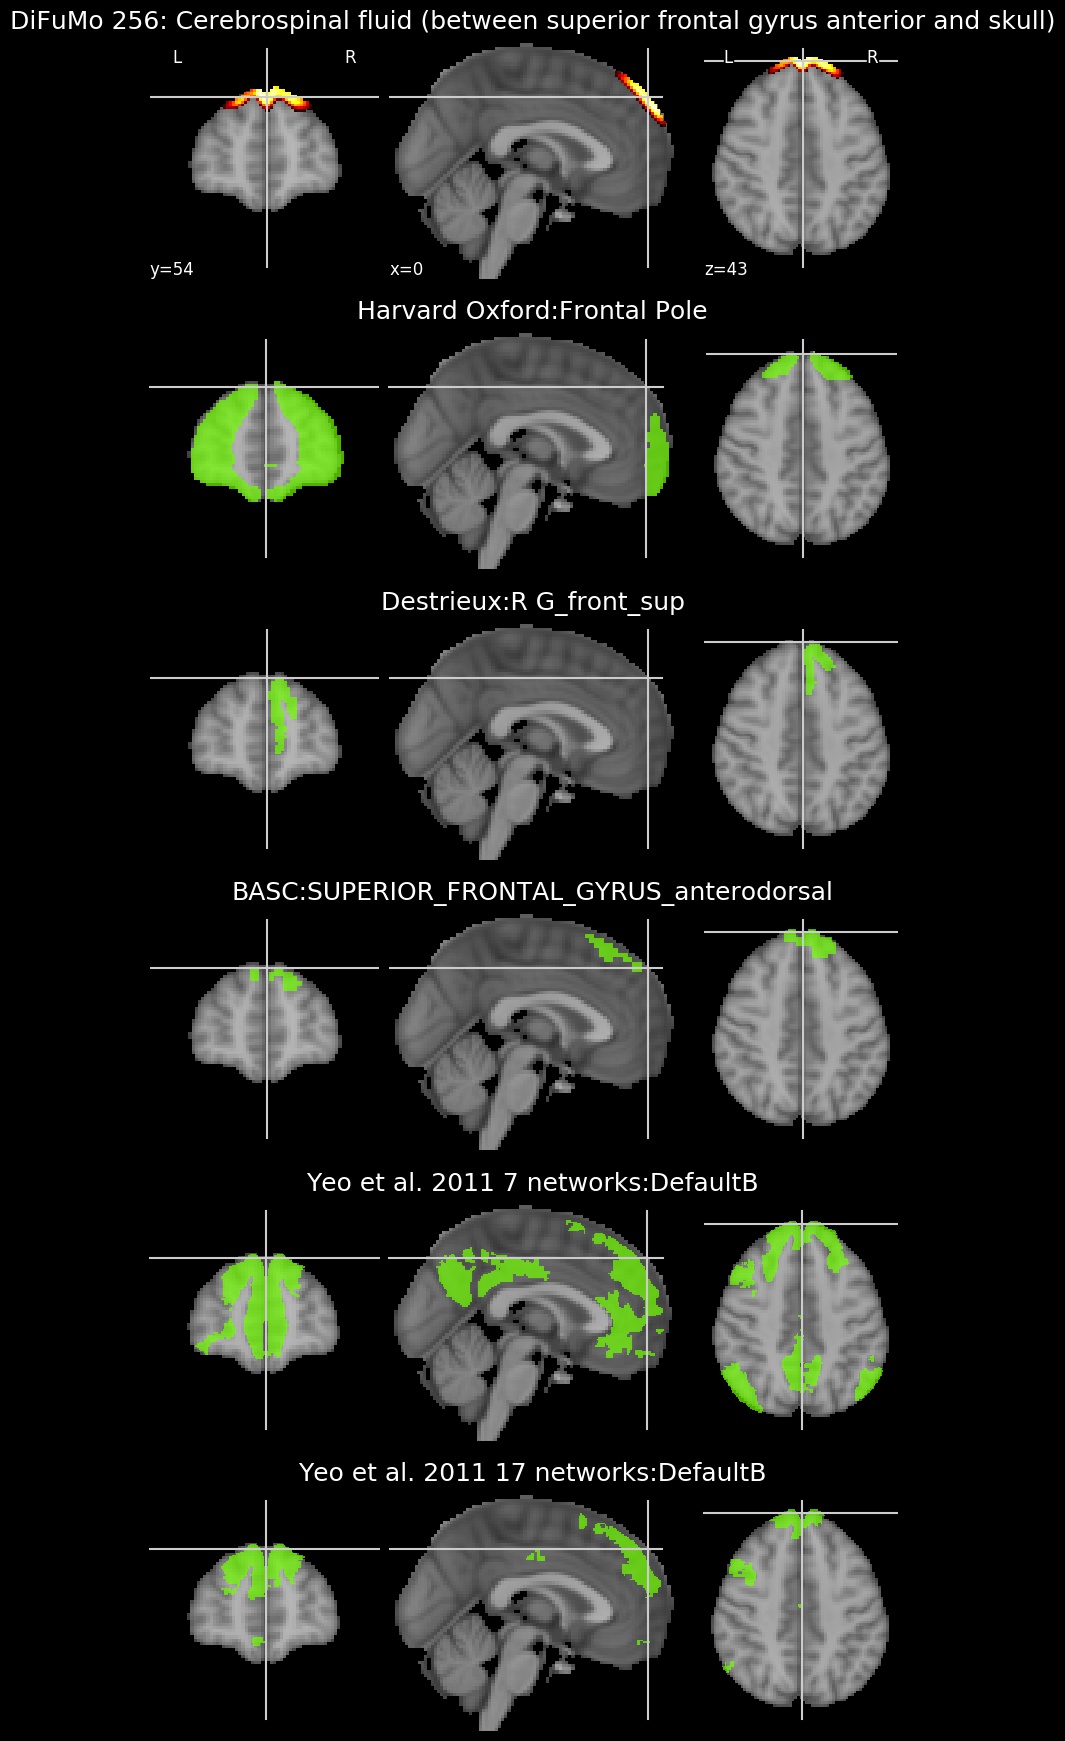 DiFuMo 256: Cerebrospinal fluid (between superior frontal gyrus anterior and skull)
L R L R
y=54 x=0 z=43
Harvard Oxford:Frontal Pole
Destrieux:R G_front_sup
BASC:SUPERIOR_FRONTAL_GYRUS_anterodorsal
Yeo et al. 2011 7 networks:DefaultB
Yeo et al. 2011 17 networks:DefaultB